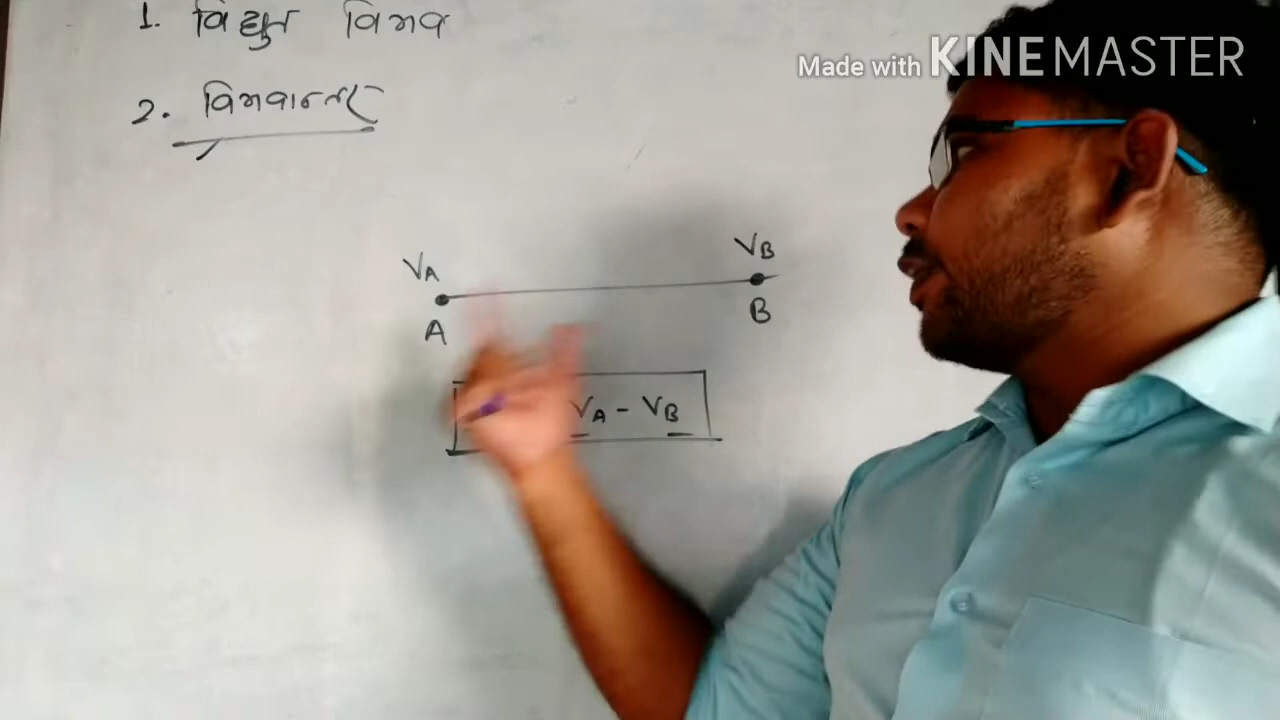 1. विद्युत विभव
Made with KINEMASTER
2. विभवान्तर
VA VB
A B
VA - VB